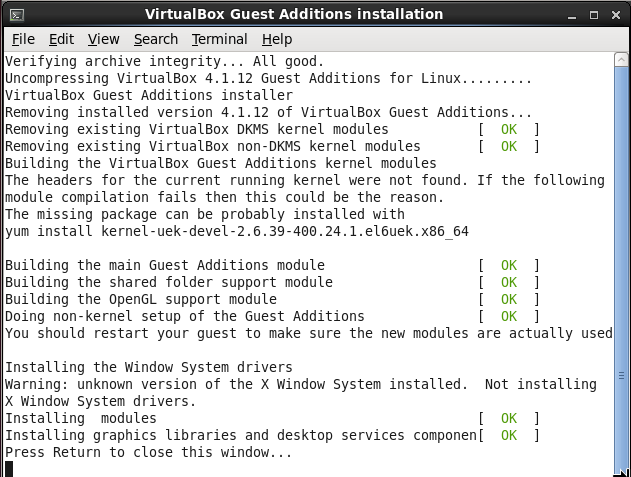 VirtualBox Guest Additions installation
File Edit View Search Terminal Help
Verifying archive integrity... All good.
Uncompressing VirtualBox 4.1.12 Guest Additions for Linux.........
VirtualBox Guest Additions installer
Removing installed version 4.1.12 of VirtualBox Guest Additions...
Removing existing VirtualBox DKMS kernel modules           [  OK  ]
Removing existing VirtualBox non-DKMS kernel modules       [  OK  ]
Building the VirtualBox Guest Additions kernel modules
The headers for the current running kernel were not found. If the following
module compilation fails then this could be the reason.
The missing package can be probably installed with
yum install kernel-uek-devel-2.6.39-400.24.1.el6uek.x86_64
Building the main Guest Additions module                   [  OK  ]
Building the shared folder support module                  [  OK  ]
Building the OpenGL support module                         [  OK  ]
Doing non-kernel setup of the Guest Additions              [  OK  ]
You should restart your guest to make sure the new modules are actually used
Installing the Window System drivers
Warning: unknown version of the X Window System installed.  Not installing
X Window System drivers.
Installing  modules                                        [  OK  ]
Installing graphics libraries and desktop services componen[  OK  ]
Press Return to close this window...